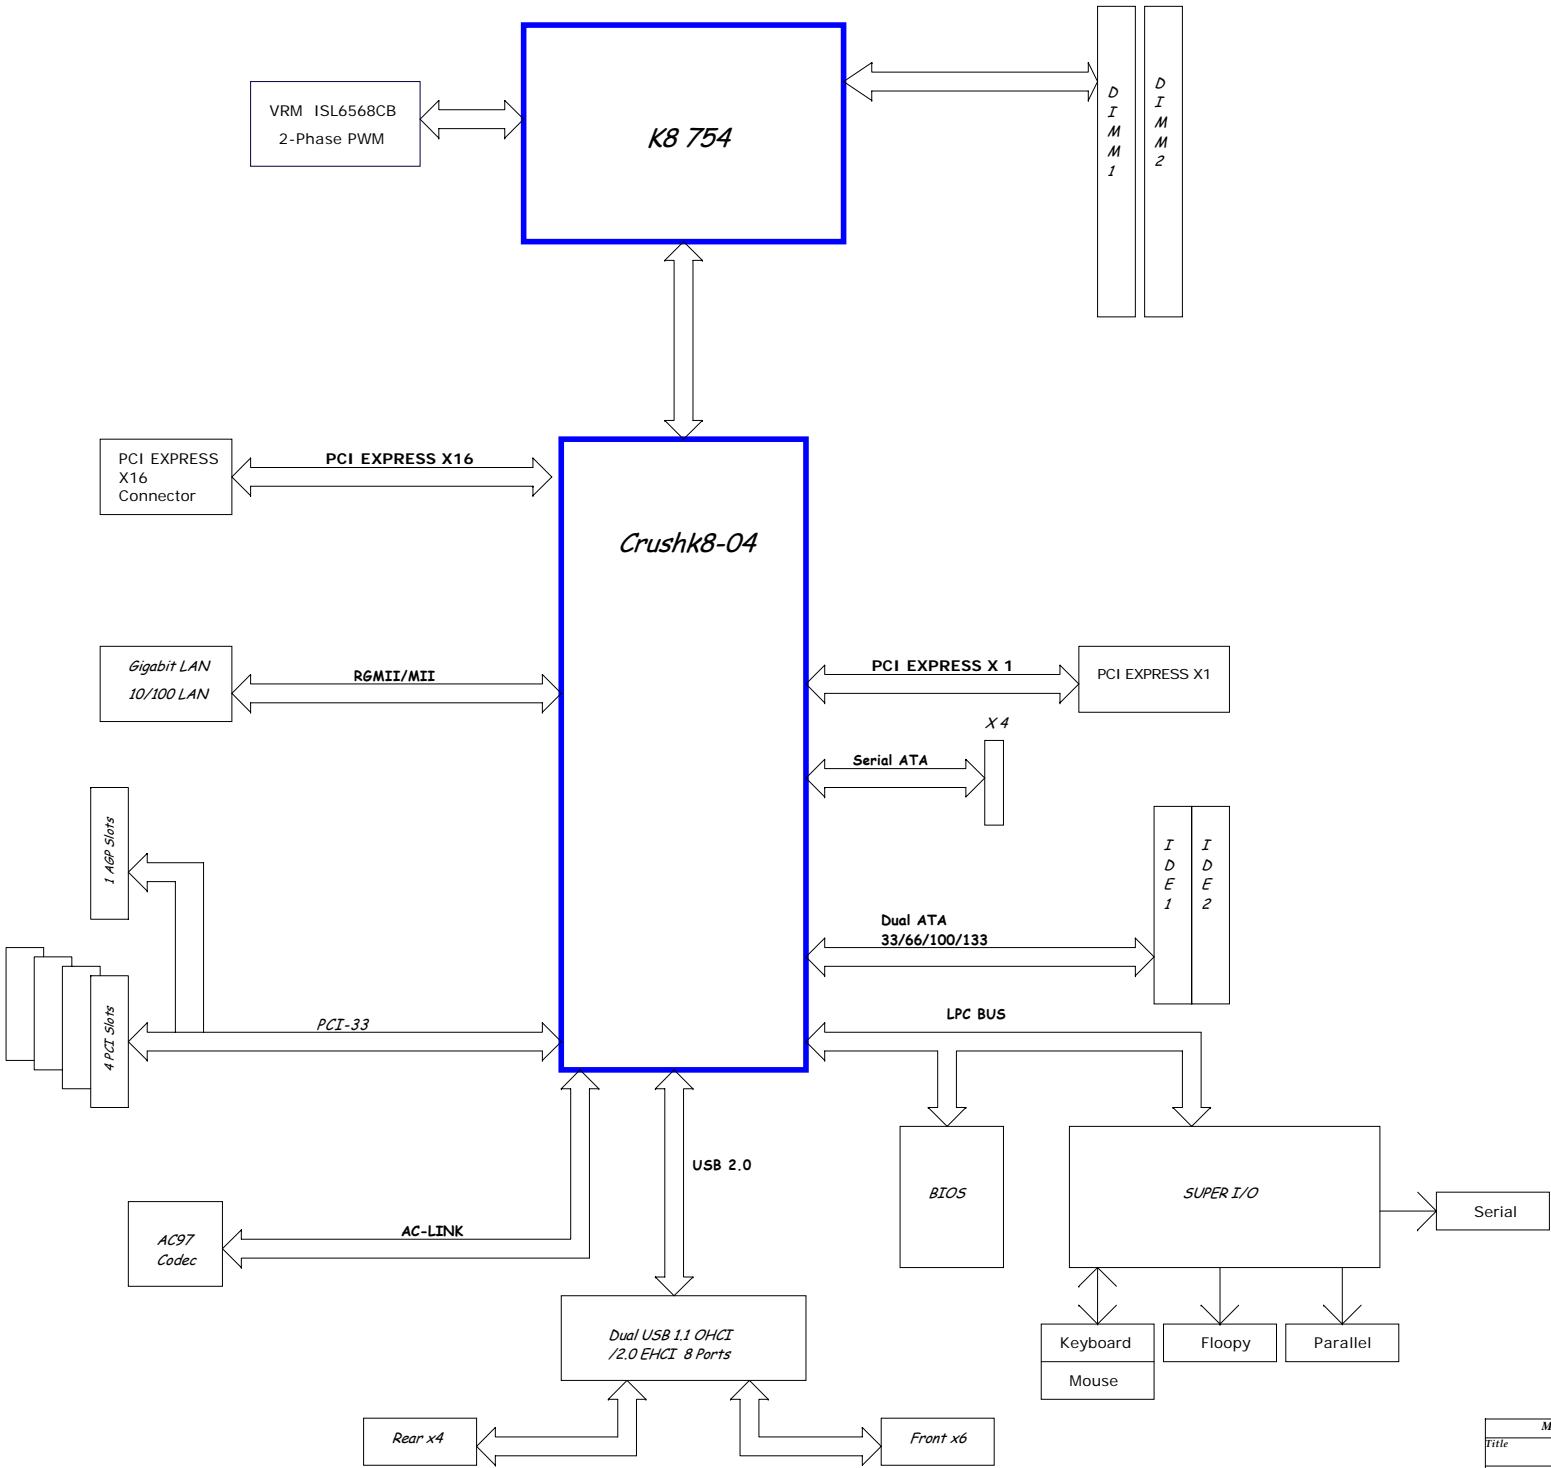 VRM ISL6568CB
2-Phase PWM
K8 754
DIMM1
DIMM2
PCI EXPRESS
X16
Connector
PCI EXPRESS X16
Crushk8-04
Gigabit LAN
10/100 LAN
RGMII/MII
PCI EXPRESS X 1
PCI EXPRESS X1
X 4
Serial ATA
1 AGP Slots
IDE1
IDE2
Dual ATA
33/66/100/133
4 PCI Slots
PCI-33
LPC BUS
USB 2.0
BIOS
SUPER I/O
Serial
AC97
Codec
AC-LINK
Dual USB 1.1 OHCI
/2.0 EHCI 8 Ports
Keyboard
Mouse
Floopy
Parallel
Rear x4
Front x6
M
Title